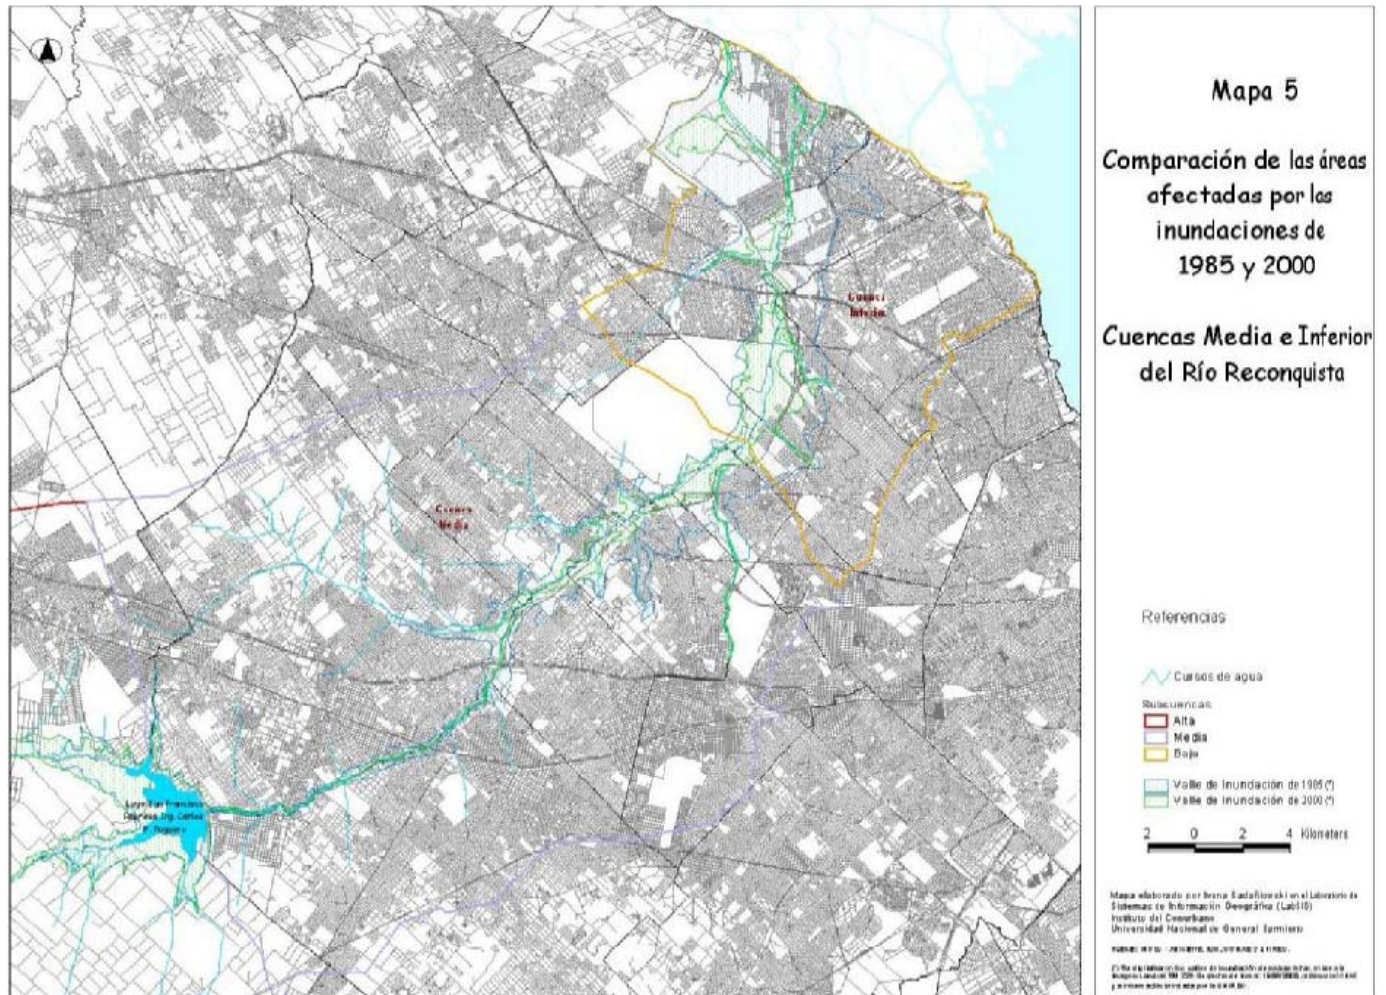 Mapa 5
Comparación de las áreas
afectadas por las
inundaciones de
1985 y 2000
Cuencas Media e Inferior
del Río Reconquista
Cuenca
Inferior
Cuenca
Media
Referencias
Cursos de agua
Subcuencas
Alta
Media
Baja
Valle de Inundación de 1985 (*)
Valle de Inundación de 2000 (*)
2 0 2 4 Kilometers
Mapa elaborado por en el Laboratorio de
Sistemas de Información Geográfica (LabSIG)
Instituto del Conurbano
Universidad Nacional de General Sarmiento